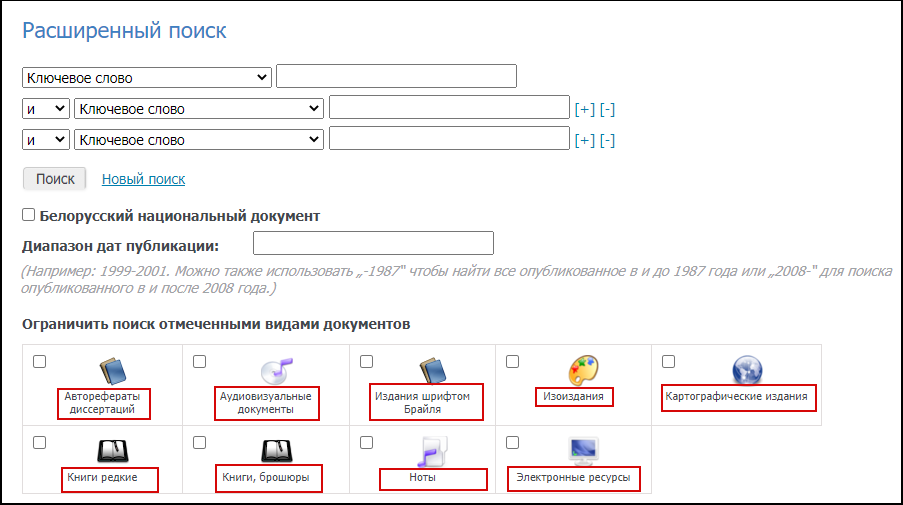 Расширенный поиск
Ключевое слово
и Ключевое слово [+] [-]
и Ключевое слово [+] [-]
Поиск Новый поиск
Белорусский национальный документ
Диапазон дат публикации:
(Например: 1999-2001. Можно также использовать „-1987" чтобы найти все опубликованное в и до 1987 года или „2008-" для поиска
опубликованного в и после 2008 года.)
Ограничить поиск отмеченными видами документов
Авторефераты
диссертаций
Аудиовизуальные
документы
Издания шрифтом
Брайля
Изоиздания
Картографические издания
Книги редкие
Книги, брошюры
Ноты
Электронные ресурсы